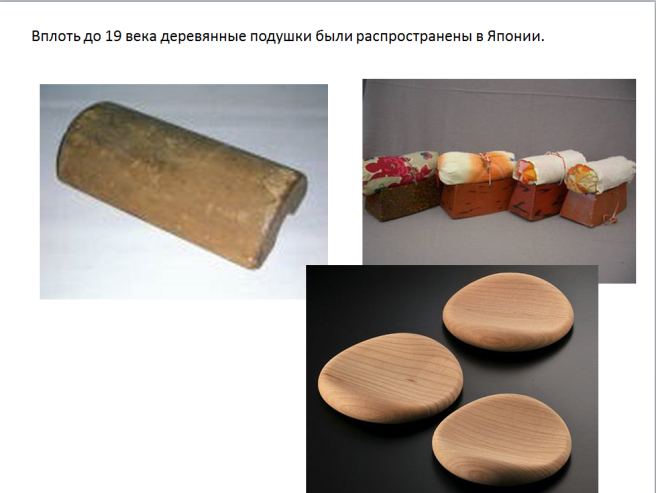 Вплоть до 19 века деревянные подушки были распространены в Японии.